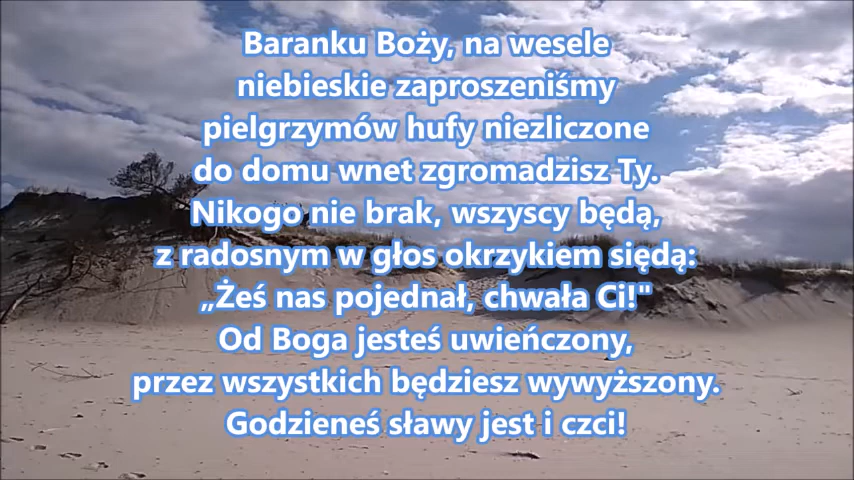 Baranku Boży, na wesele
niebieskie zaproszeniśmy
pielgrzymów hufy niezliczone
do domu wnet zgromadzisz Ty.
Nikogo nie brak, wszyscy będą,
z radosnym w głos okrzykiem siędą:
„Żeś nas pojednał, chwała Ci!"
Od Boga jesteś uwieńczony,
przez wszystkich będziesz wywyższony.
Godzieneś sławy jest i czci!